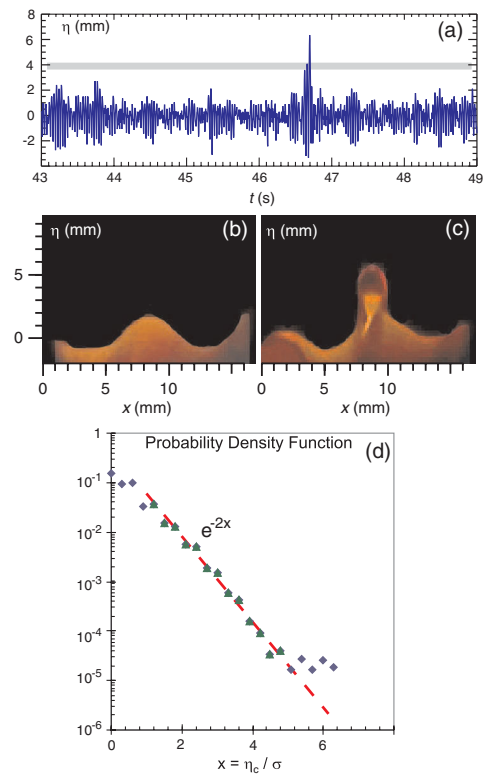 η (mm) (a)
8
6
4
2
0
-2
43 44 45 46 47 48 49
t (s)
η (mm) (b)
η (mm) (c)
5
0
0 5 10
0 5 10 15
x (mm)
x (mm)
Probability Density Function (d)
1
10⁻¹
10⁻²
10⁻³
10⁻⁴
10⁻⁵
10⁻⁶
e⁻²ˣ
0 2 4 6
x = η_c / σ